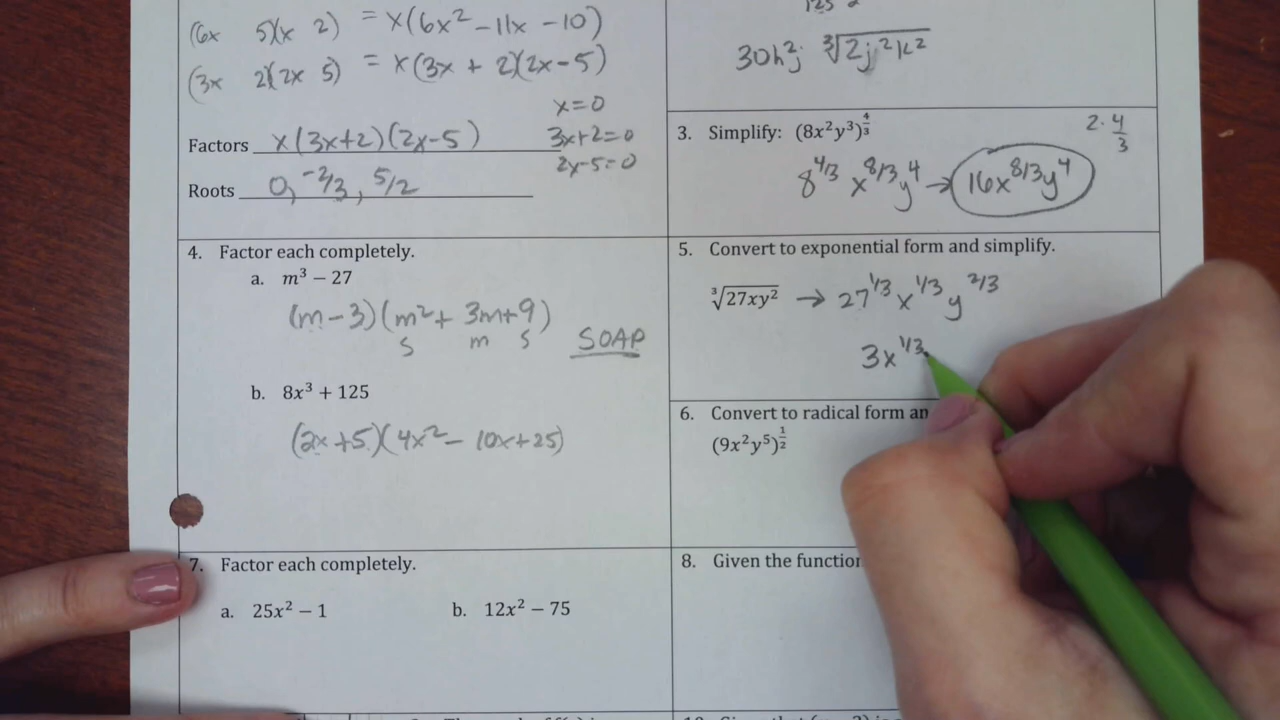 (6x 5)(x 2) = x(6x² − 11x − 10)
(3x 2)(2x 5) = x(3x + 2)(2x − 5)
x = 0
3x + 2 = 0
2x − 5 = 0
Factors x(3x+2)(2x−5)
Roots 0, −2/3, 5/2
30h²j ∛(2j²k²)
3. Simplify: (8x²y³)^(4/3)
2 · 4/3
8^(4/3) x^(8/3) y⁴ → 16x^(8/3)y⁴
4. Factor each completely.
a. m³ − 27
(m − 3)(m² + 3m + 9)
S m S SOAP
b. 8x³ + 125
(2x + 5)(4x² − 10x + 25)
5. Convert to exponential form and simplify.
∛(27xy²) → 27^(1/3) x^(1/3) y^(2/3)
3x^(1/3)
6. Convert to radical form an
(9x²y⁵)^(1/2)
7. Factor each completely.
a. 25x² − 1 b. 12x² − 75
8. Given the function